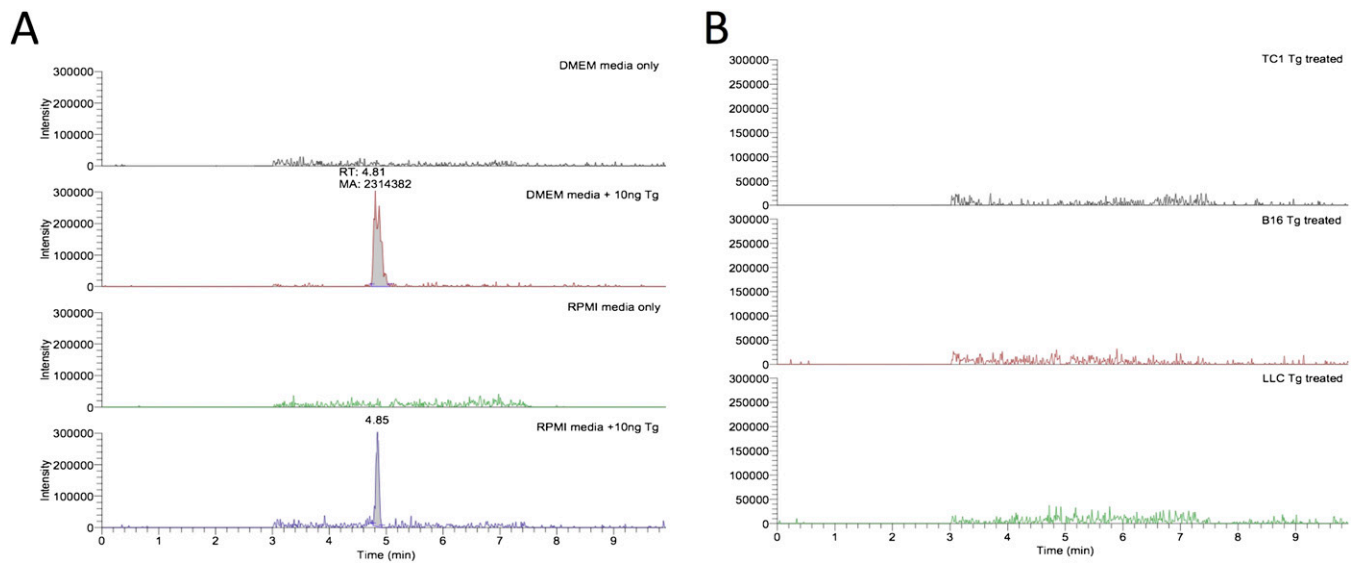 A
DMEM media only
300000
200000
100000
0
Intensity
RT: 4.81
MA: 2314382
DMEM media + 10ng Tg
300000
200000
100000
0
Intensity
RPMI media only
300000
200000
100000
0
Intensity
4.85
RPMI media +10ng Tg
300000
200000
100000
0
Intensity
0 1 2 3 4 5 6 7 8 9
Time (min)
B
TC1 Tg treated
300000
250000
200000
150000
100000
50000
0
B16 Tg treated
300000
250000
200000
150000
100000
50000
0
LLC Tg treated
300000
250000
200000
150000
100000
50000
0
0 1 2 3 4 5 6 7 8 9
Time (min)